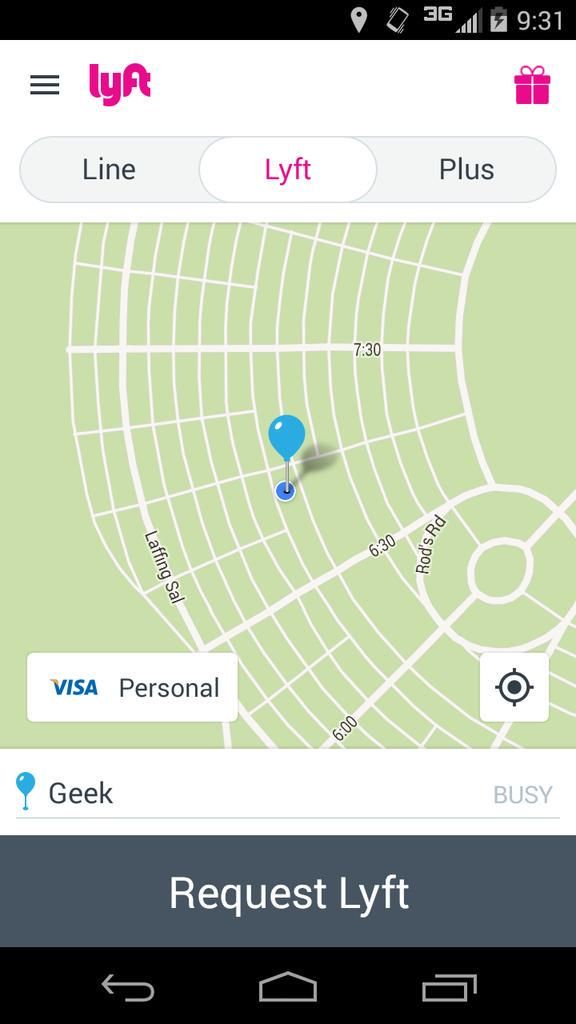 3G 9:31
lyft
Line Lyft Plus
7:30
6:30
Rod's Rd
Laffing Sal
6:00
VISA Personal
Geek BUSY
Request Lyft